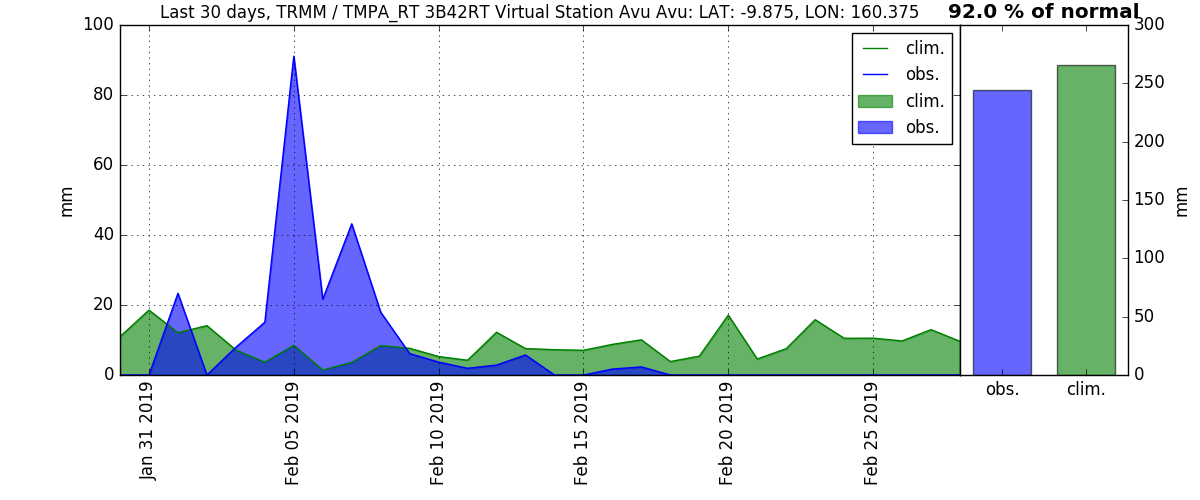 Last 30 days, TRMM / TMPA_RT 3B42RT Virtual Station Avu Avu: LAT: -9.875, LON: 160.375
92.0 % of normal
100
80
60
40
20
0
mm
clim.
obs.
clim.
obs.
Jan 31 2019
Feb 05 2019
Feb 10 2019
Feb 15 2019
Feb 20 2019
Feb 25 2019
300
250
200
150
100
50
0
mm
obs.
clim.